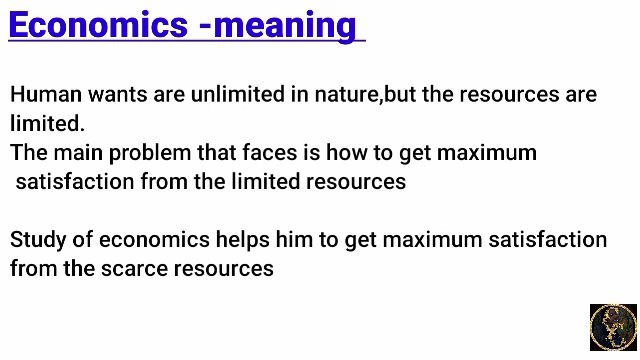 Economics -meaning
Human wants are unlimited in nature,but the resources are
limited.
The main problem that faces is how to get maximum
satisfaction from the limited resources
Study of economics helps him to get maximum satisfaction
from the scarce resources